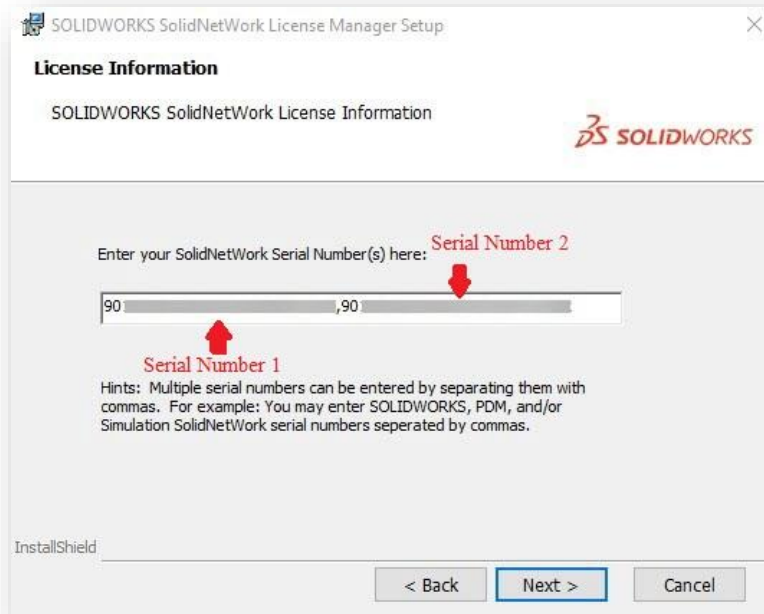 SOLIDWORKS SolidNetWork License Manager Setup
License Information
SOLIDWORKS SolidNetWork License Information
SOLIDWORKS
Enter your SolidNetWork Serial Number(s) here:
Serial Number 2
90
,90
Serial Number 1
Hints: Multiple serial numbers can be entered by separating them with
commas. For example: You may enter SOLIDWORKS, PDM, and/or
Simulation SolidNetWork serial numbers seperated by commas.
InstallShield
< Back
Next >
Cancel